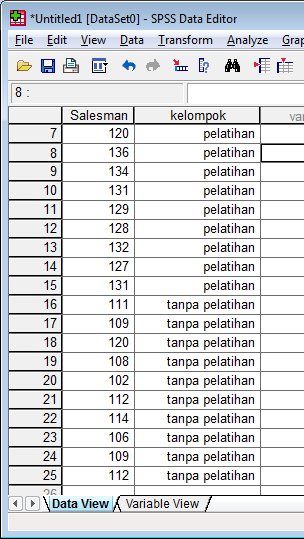 *Untitled1 [DataSet0] - SPSS Data Editor
File Edit View Data Transform Analyze
8 :
Salesman kelompok
7 120 pelatihan
8 136 pelatihan
9 134 pelatihan
10 131 pelatihan
11 129 pelatihan
12 128 pelatihan
13 132 pelatihan
14 127 pelatihan
15 131 pelatihan
16 111 tanpa pelatihan
17 109 tanpa pelatihan
18 120 tanpa pelatihan
19 108 tanpa pelatihan
20 102 tanpa pelatihan
21 112 tanpa pelatihan
22 114 tanpa pelatihan
23 106 tanpa pelatihan
24 109 tanpa pelatihan
25 112 tanpa pelatihan
Data View Variable View